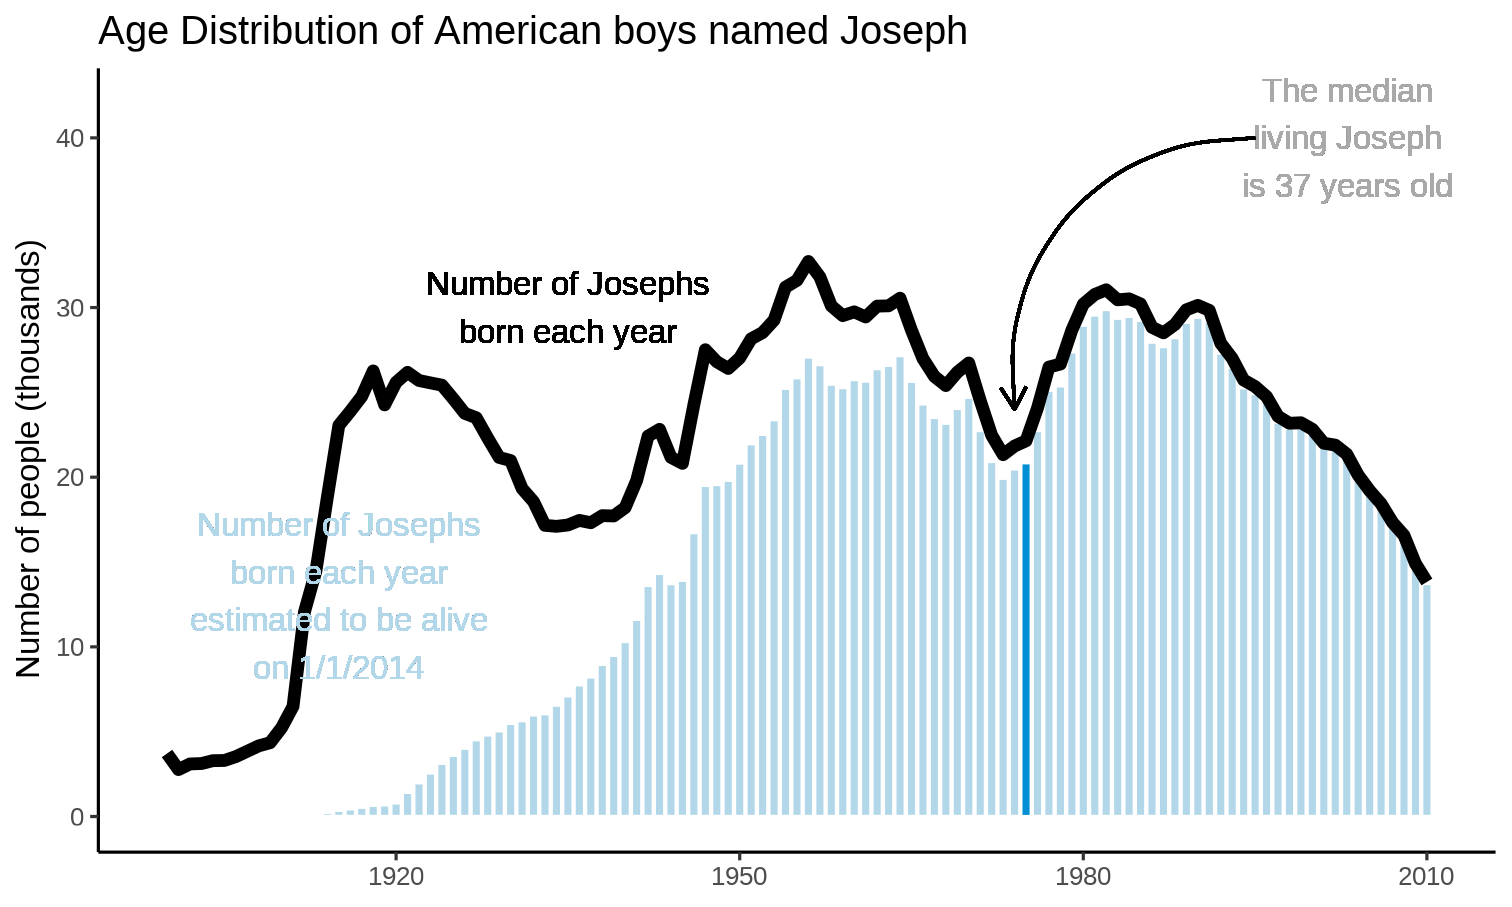 Age Distribution of American boys named Joseph
The median
living Joseph
is 37 years old
Number of Josephs
born each year
Number of Josephs
born each year
estimated to be alive
on 1/1/2014
Number of people (thousands)
40
30
20
10
0
1920
1950
1980
2010